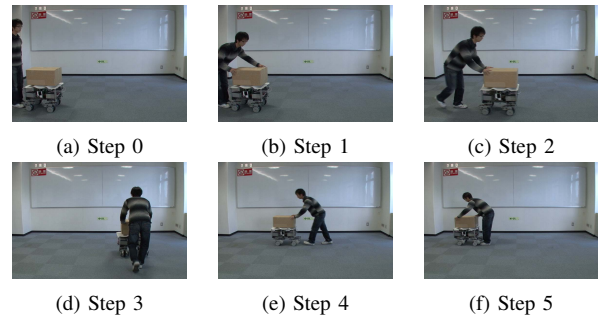 (a) Step 0
(b) Step 1
(c) Step 2
(d) Step 3
(e) Step 4
(f) Step 5